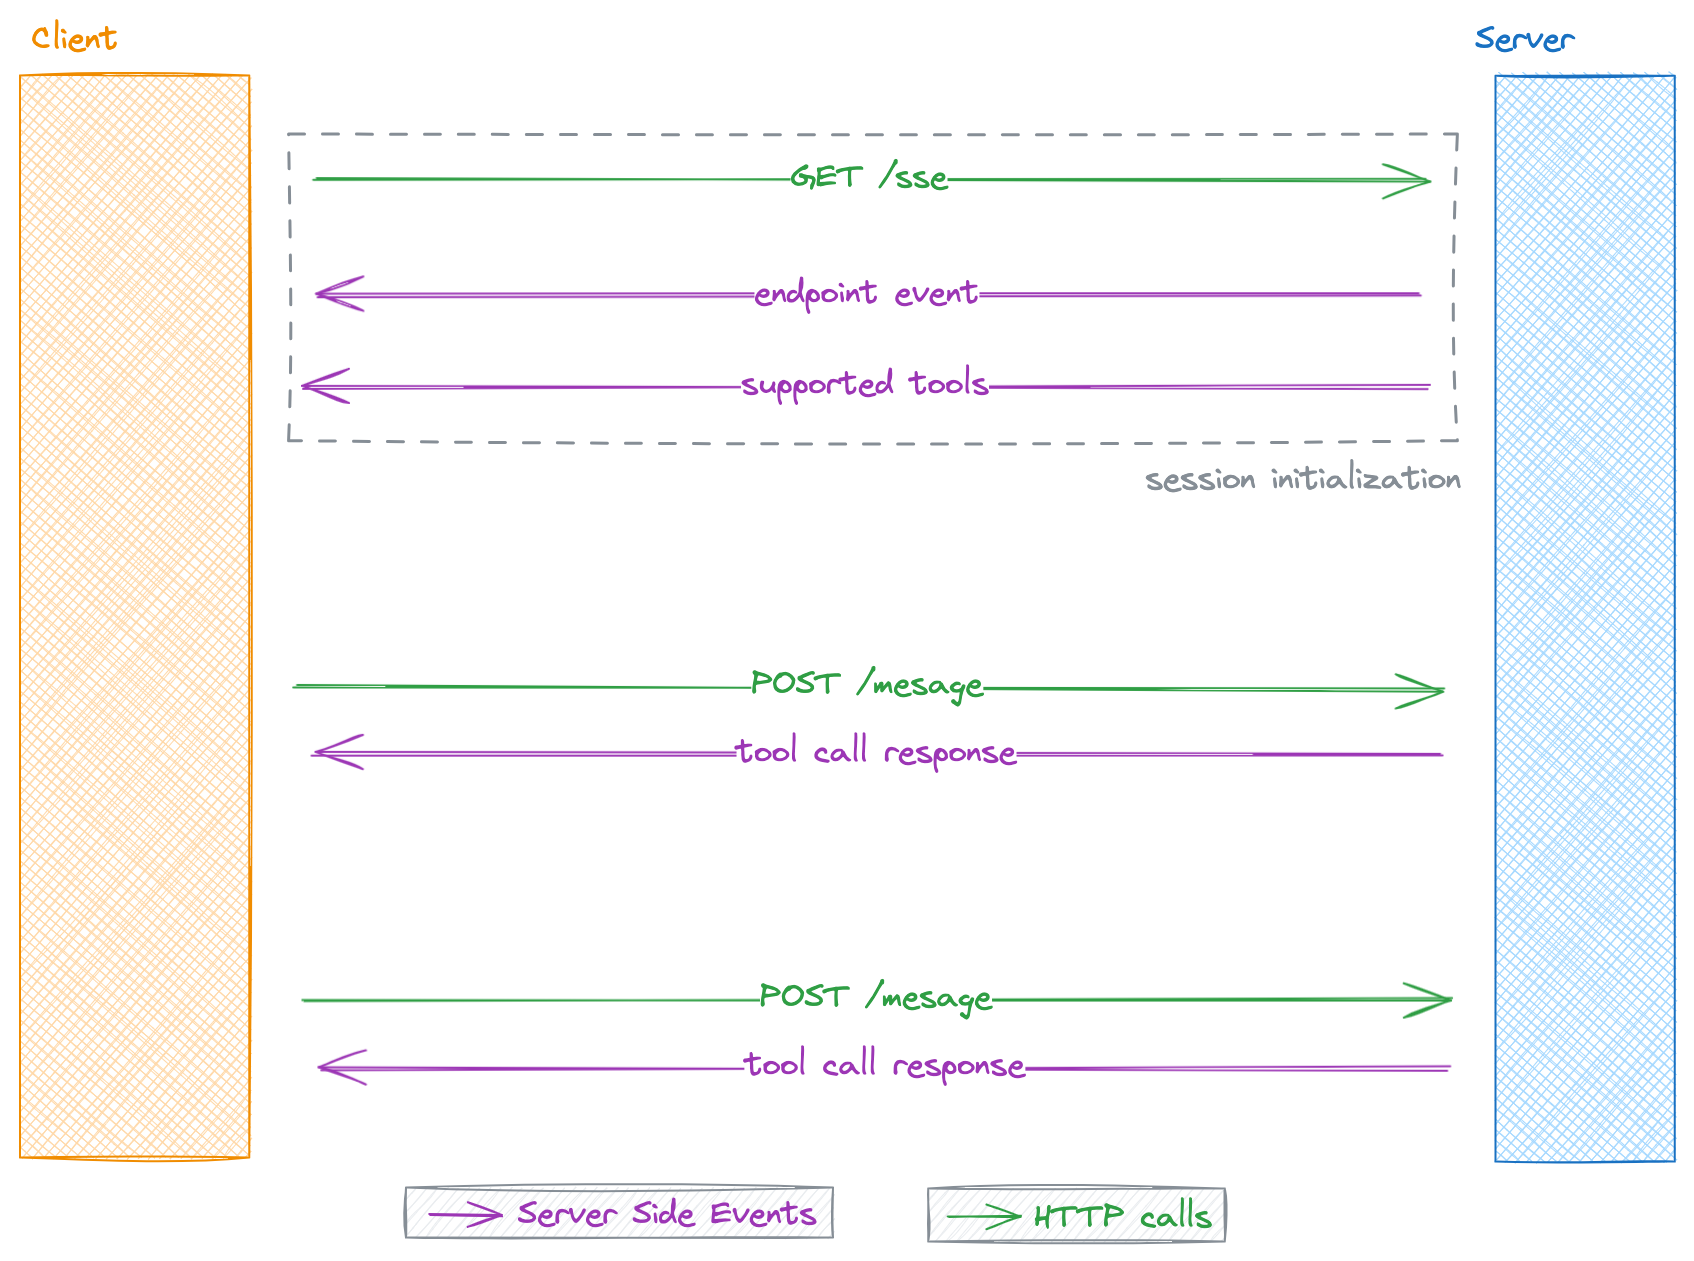 Client
Server
GET /sse
endpoint event
supported tools
session initialization
POST /mesage
tool call response
POST /mesage
tool call response
Server Side Events
HTTP calls